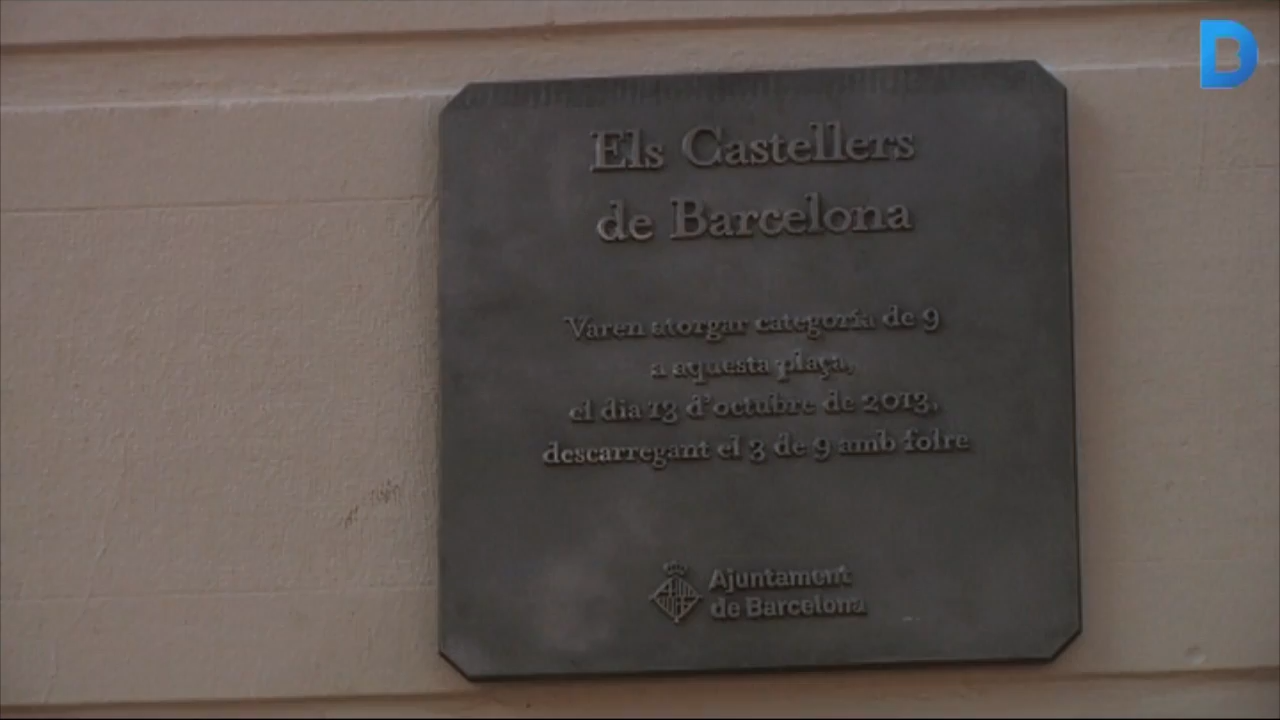 D
Els Castellers
de Barcelona
Varen atorgar categoría de 9
a aquesta plaça,
el dia 13 d'octubre de 2013,
descarregant el 3 de 9 amb folre
Ajuntament
de Barcelona